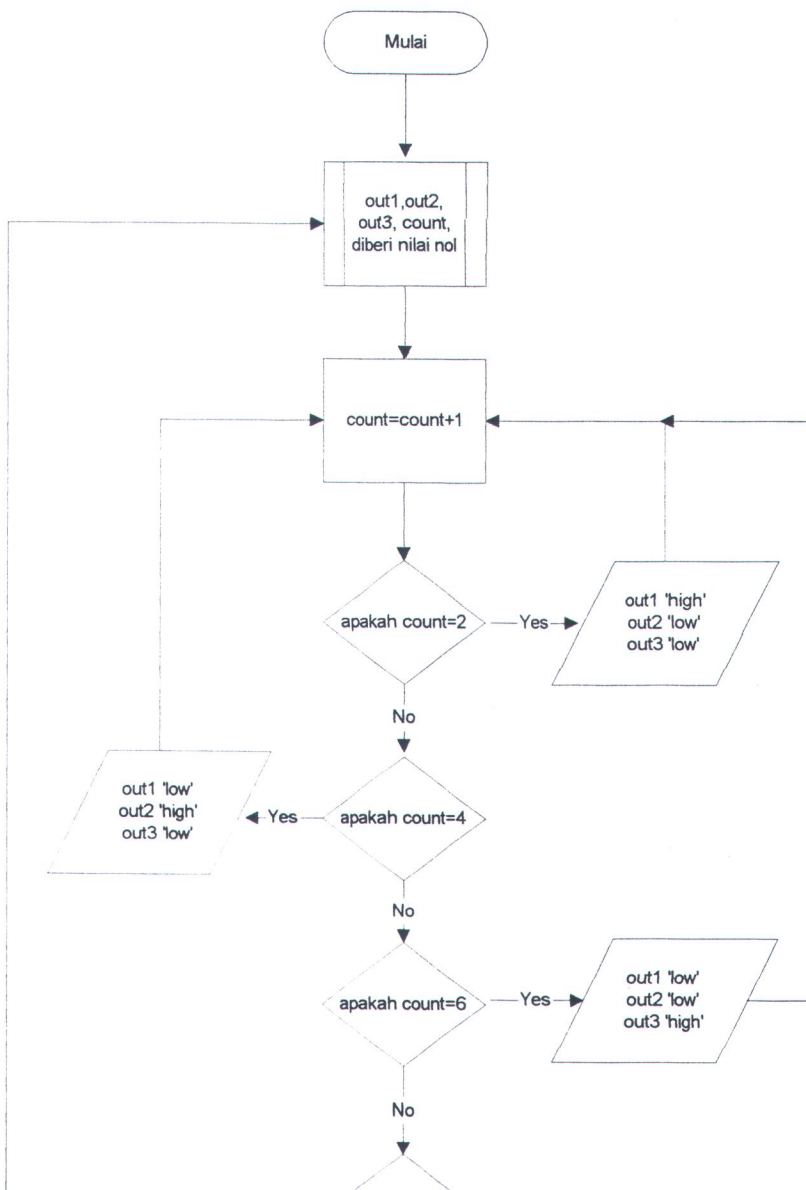 Mulai
out1,out2,
out3, count,
diberi nilai nol
count=count+1
apakah count=2
Yes
out1 'high'
out2 'low'
out3 'low'
No
out1 'low'
out2 'high'
out3 'low'
Yes
apakah count=4
No
apakah count=6
Yes
out1 'low'
out2 'low'
out3 'high'
No